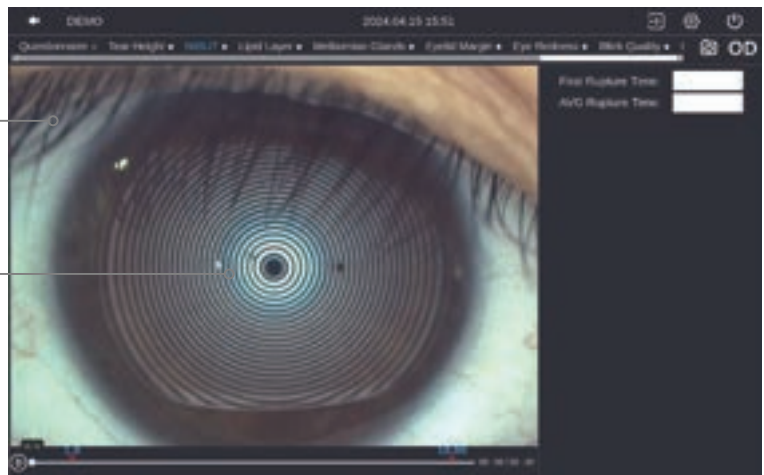 DEMO
2024.04.15 15:51
Questionnaire Tear Height NIBUT Lipid Layer Meibomian Glands Eyelid Margin Eye Redness Blink Quality OD
First Rupture Time:
AVG Rupture Time: